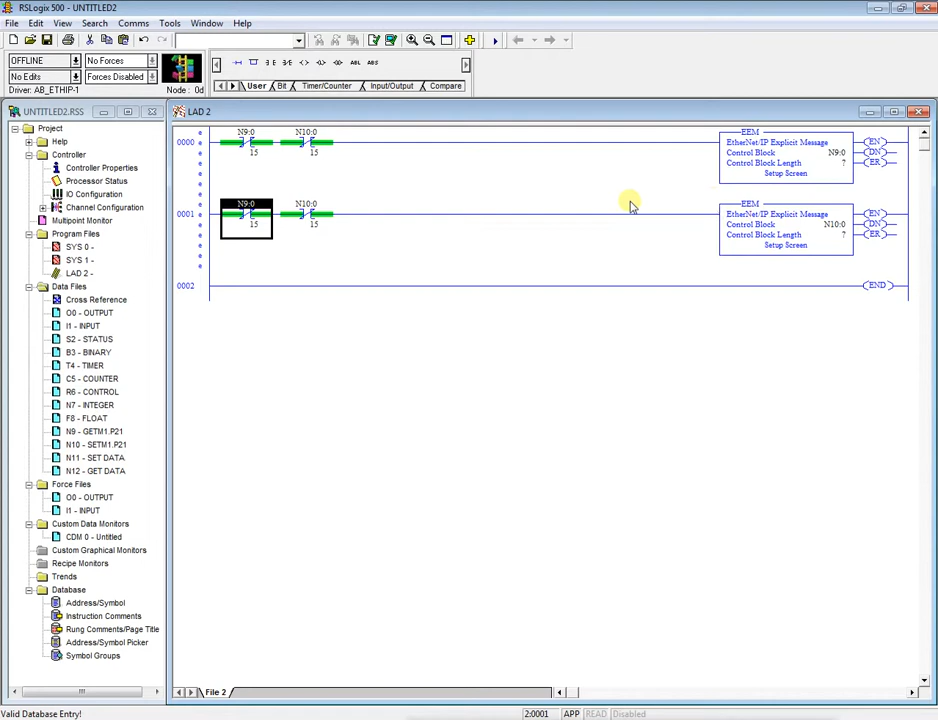 RSLogix 500 - UNTITLED2
File Edit View Search Comms Tools Window Help
OFFLINE No Forces
No Edits Forces Disabled
Driver: AB_ETHIP-1 Node: 0d
ABL ABS
User Bit Timer/Counter Input/Output Compare
UNTITLED2.RSS
Project
Help
Controller
Controller Properties
Processor Status
IO Configuration
Channel Configuration
Multipoint Monitor
Program Files
SYS 0 -
SYS 1 -
LAD 2 -
Data Files
Cross Reference
O0 - OUTPUT
I1 - INPUT
S2 - STATUS
B3 - BINARY
T4 - TIMER
C5 - COUNTER
R6 - CONTROL
N7 - INTEGER
F8 - FLOAT
N9 - GETM1.P21
N10 - SETM1.P21
N11 - SET DATA
N12 - GET DATA
Force Files
O0 - OUTPUT
I1 - INPUT
Custom Data Monitors
CDM 0 - Untitled
Custom Graphical Monitors
Recipe Monitors
Trends
Database
Address/Symbol
Instruction Comments
Rung Comments/Page Title
Address/Symbol Picker
Symbol Groups
LAD 2
0000
e
e
e
e
e
e
N9:0
15
N10:0
15
EEM
EtherNet/IP Explicit Message
Control Block N9:0
Control Block Length ?
Setup Screen
EN
DN
ER
0001
e
e
e
e
e
e
N9:0
15
N10:0
15
EEM
EtherNet/IP Explicit Message
Control Block N10:0
Control Block Length ?
Setup Screen
EN
DN
ER
0002
END
File 2
Valid Database Entry!
2:0001 APP READ Disabled